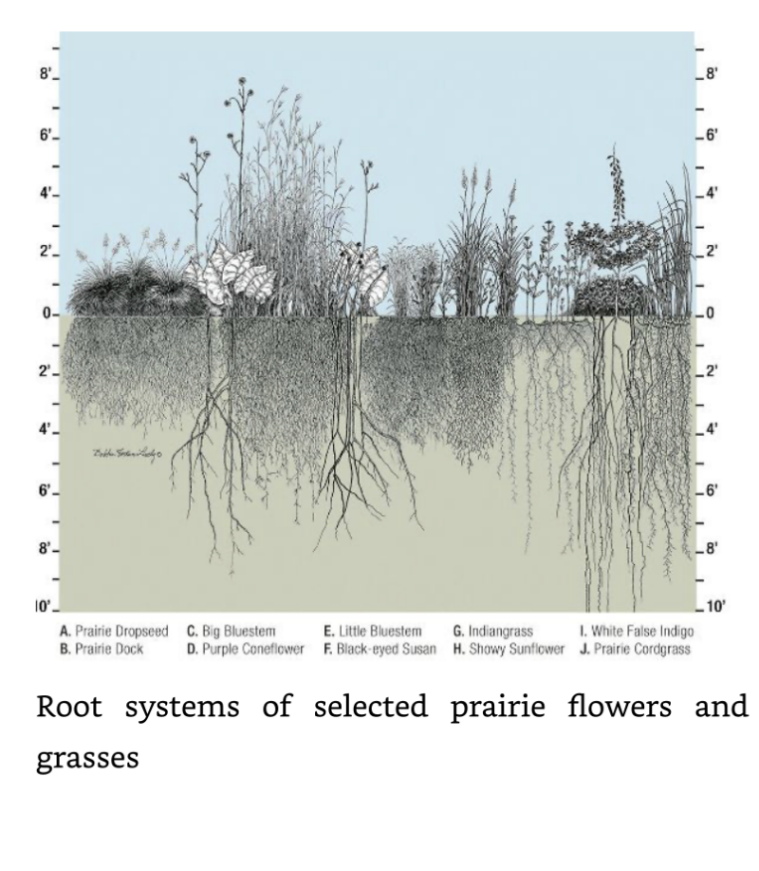 8' 8'
6' 6'
4' 4'
2' 2'
0 0
2' 2'
4' 4'
6' 6'
8' 8'
10' 10'
A. Prairie Dropseed C. Big Bluestem E. Little Bluestem G. Indiangrass I. White False Indigo
B. Prairie Dock D. Purple Coneflower F. Black-eyed Susan H. Showy Sunflower J. Prairie Cordgrass
Root systems of selected prairie flowers and
grasses